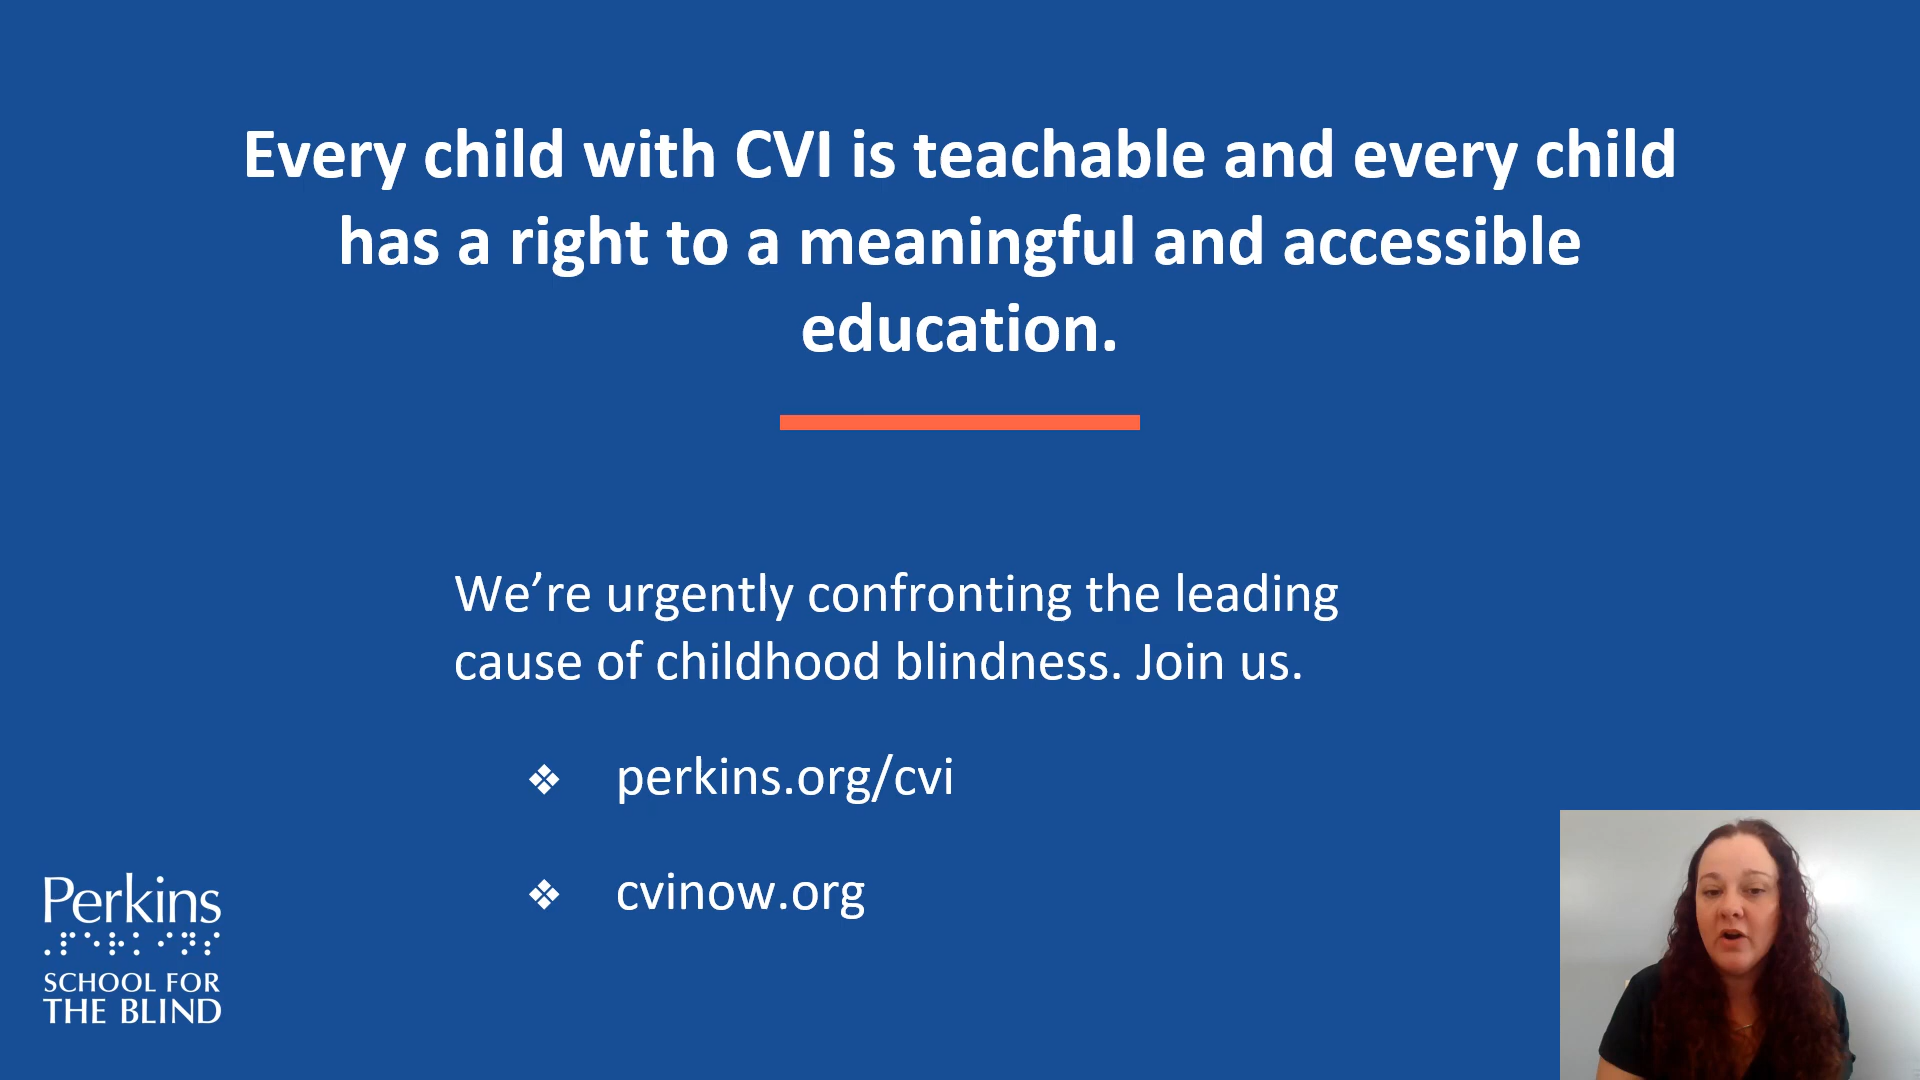 Every child with CVI is teachable and every child
has a right to a meaningful and accessible
education.
We’re urgently confronting the leading
cause of childhood blindness. Join us.
❖ perkins.org/cvi
❖ cvinow.org
Perkins
⠠⠏⠑⠗⠅⠊⠝⠎
SCHOOL FOR
THE BLIND